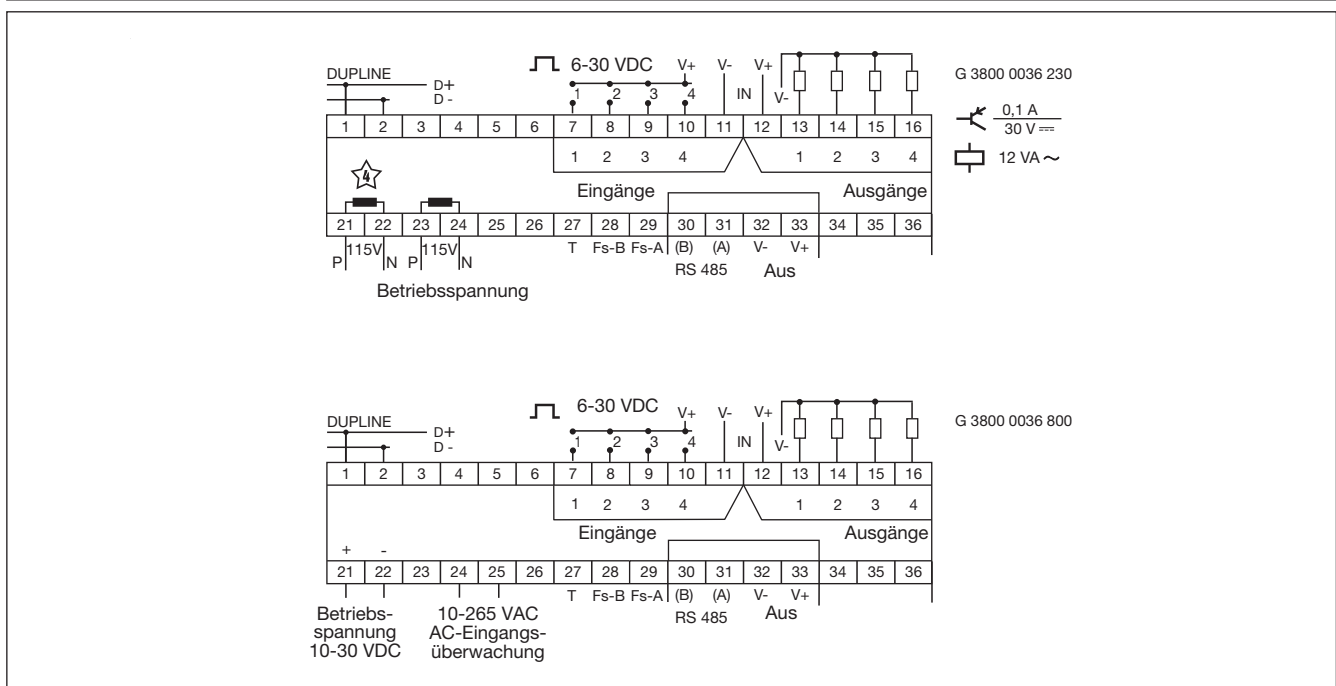 6-30 VDC V+ V- V+
DUPLINE D+
D -
1 2 3 4 IN V-
G 3800 0036 230
0,1 A
30 V
12 VA ~
1 2 3 4 5 6 7 8 9 10 11 12 13 14 15 16
1 2 3 4 1 2 3 4
4
Eingänge Ausgänge
21 22 23 24 25 26 27 28 29 30 31 32 33 34 35 36
115V 115V T Fs-B Fs-A (B) (A) V- V+
P N P N
RS 485 Aus
Betriebsspannung
6-30 VDC V+ V- V+
DUPLINE D+
D -
1 2 3 4 IN V-
G 3800 0036 800
1 2 3 4 5 6 7 8 9 10 11 12 13 14 15 16
1 2 3 4 1 2 3 4
Eingänge Ausgänge
+ -
21 22 23 24 25 26 27 28 29 30 31 32 33 34 35 36
T Fs-B Fs-A (B) (A) V- V+
RS 485 Aus
Betriebs-
spannung
10-30 VDC
10-265 VAC
AC-Eingangs-
überwachung